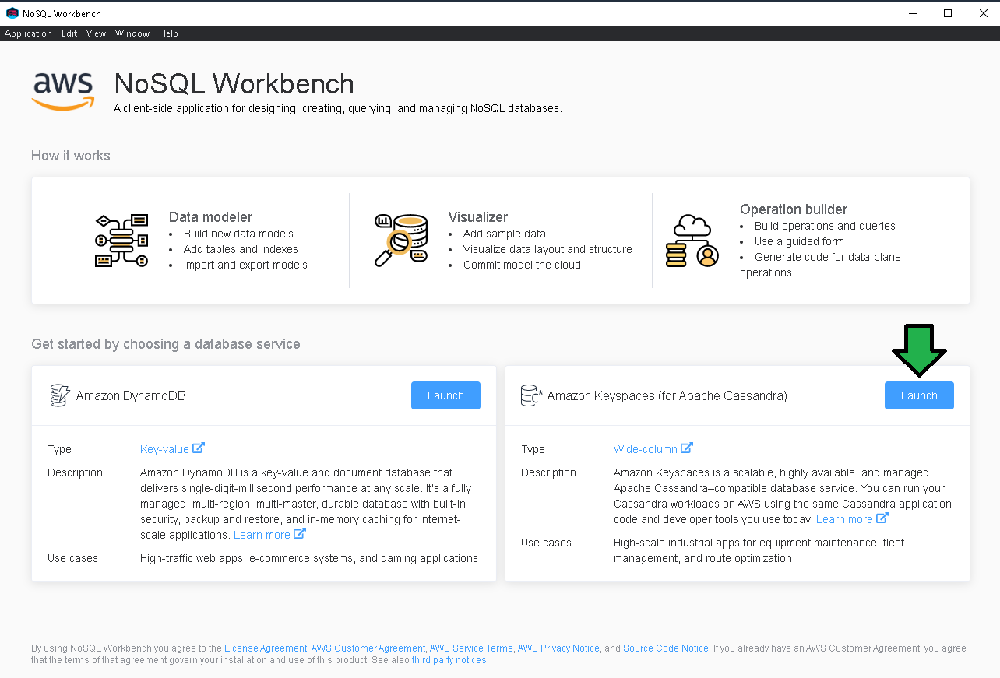 NoSQL Workbench
Application Edit View Window Help
aws
NoSQL Workbench
A client-side application for designing, creating, querying, and managing NoSQL databases.
How it works
Data modeler
• Build new data models
• Add tables and indexes
• Import and export models
Visualizer
• Add sample data
• Visualize data layout and structure
• Commit model the cloud
Operation builder
• Build operations and queries
• Use a guided form
• Generate code for data-plane
operations
Get started by choosing a database service
Amazon DynamoDB
Launch
Type Key-value
Description Amazon DynamoDB is a key-value and document database that
delivers single-digit-millisecond performance at any scale. It's a fully
managed, multi-region, multi-master, durable database with built-in
security, backup and restore, and in-memory caching for internet-
scale applications. Learn more
Use cases High-traffic web apps, e-commerce systems, and gaming applications
Amazon Keyspaces (for Apache Cassandra)
Launch
Type Wide-column
Description Amazon Keyspaces is a scalable, highly available, and managed
Apache Cassandra–compatible database service. You can run your
Cassandra workloads on AWS using the same Cassandra application
code and developer tools you use today. Learn more
Use cases High-scale industrial apps for equipment maintenance, fleet
management, and route optimization
By using NoSQL Workbench you agree to the License Agreement, AWS Customer Agreement, AWS Service Terms, AWS Privacy Notice, and Source Code Notice. If you already have an AWS Customer Agreement, you agree
that the terms of that agreement govern your installation and use of this product. See also third party notices.